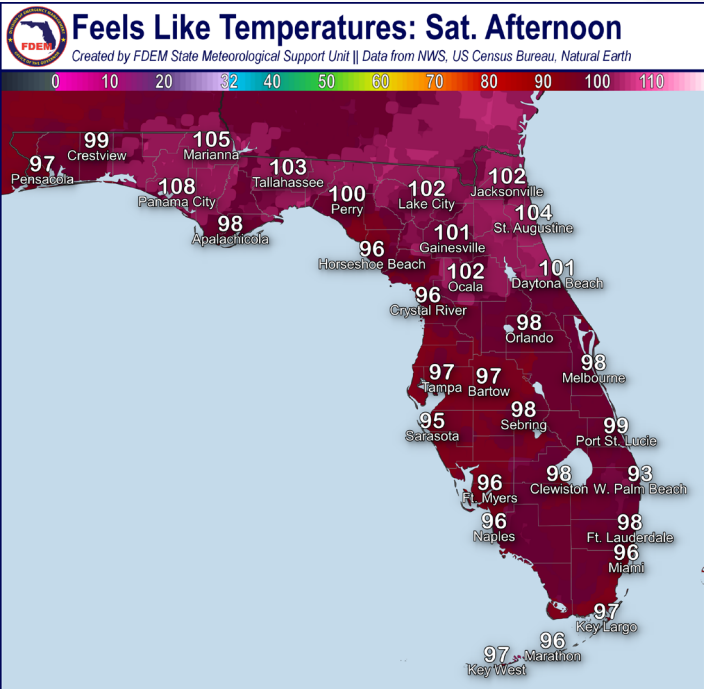 Feels Like Temperatures: Sat. Afternoon
Created by FDEM State Meteorological Support Unit || Data from NWS, US Census Bureau, Natural Earth
FDEM
0 10 20 32 40 50 60 70 80 90 100 110
99
Crestview
105
Marianna
97
Pensacola
103
Tallahassee
108
Panama City
100
Perry
102
Lake City
102
Jacksonville
98
Apalachicola
104
St. Augustine
101
Gainesville
96
Horseshoe Beach
102
Ocala
101
Daytona Beach
96
Crystal River
98
Orlando
98
Melbourne
97
Tampa
97
Bartow
98
Sebring
95
Sarasota
99
Port St. Lucie
96
Ft. Myers
98
Clewiston
93
W. Palm Beach
96
Naples
98
Ft. Lauderdale
96
Miami
97
Key Largo
96
Marathon
97
Key West